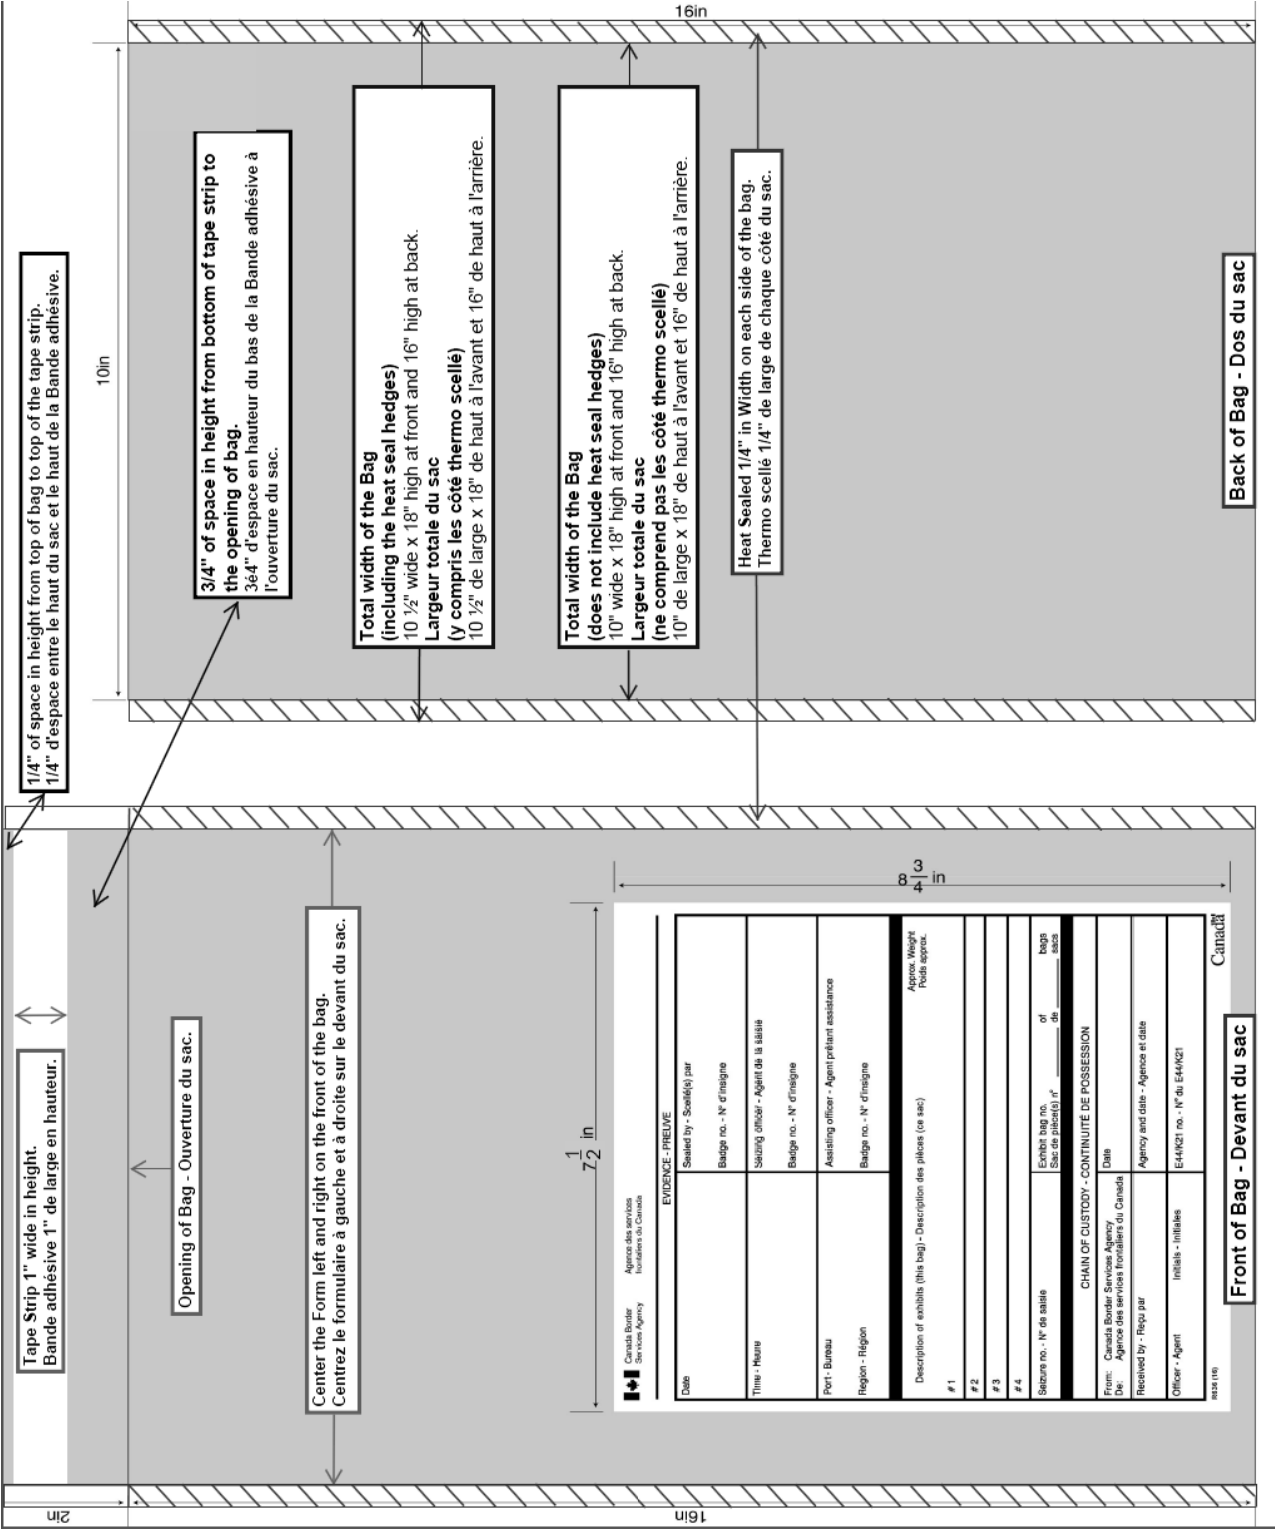 1/4" of space in height from top of bag to top of the tape strip.
1/4" d'espace entre le haut du sac et le haut de la Bande adhésive.
Tape Strip 1" wide in height.
Bande adhésive 1" de large en hauteur.
2in
Opening of Bag - Ouverture du sac.
3/4" of space in height from bottom of tape strip to
the opening of bag.
3é4" d'espace en hauteur du bas de la Bande adhésive à
l'ouverture du sac.
Center the Form left and right on the front of the bag.
Centrez le formulaire à gauche et à droite sur le devant du sac.
16in
7 1/2 in
8 3/4 in
Canada Border
Services Agency
Agence des services
frontaliers du Canada
EVIDENCE - PREUVE
Date
Sealed by - Scellé(s) par
Badge no. - N° d'insigne
Time - Heure
Seizing officer - Agent de la saisie
Badge no. - N° d'insigne
Port - Bureau
Assisting officer - Agent prêtant assistance
Region - Région
Badge no. - N° d'insigne
Description of exhibits (this bag) - Description des pièces (ce sac)
Approx. Weight
Poids approx.
#1
#2
#3
#4
Seizure no. - N° de saisie
Exhibit bag no.
Sac de pièce(s) n°
of
de
bags
sacs
CHAIN OF CUSTODY - CONTINUITÉ DE POSSESSION
From: Canada Border Services Agency
De: Agence des services frontaliers du Canada
Date
Received by - Reçu par
Agency and date - Agence et date
Officer - Agent
Initials - Initiales
E44/K21 no. - N° du E44/K21
Canada
Front of Bag - Devant du sac
10in
16in
Total width of the Bag
(including the heat seal hedges)
10 ½" wide x 18" high at front and 16" high at back.
Largeur totale du sac
(y compris les côté thermo scellé)
10 ½" de large x 18" de haut à l'avant et 16" de haut à l'arrière.
Total width of the Bag
(does not include heat seal hedges)
10" wide x 18" high at front and 16" high at back.
Largeur totale du sac
(ne comprend pas les côté thermo scellé)
10" de large x 18" de haut à l'avant et 16" de haut à l'arrière.
Heat Sealed 1/4" in Width on each side of the bag.
Thermo scellé 1/4" de large de chaque côté du sac.
Back of Bag - Dos du sac